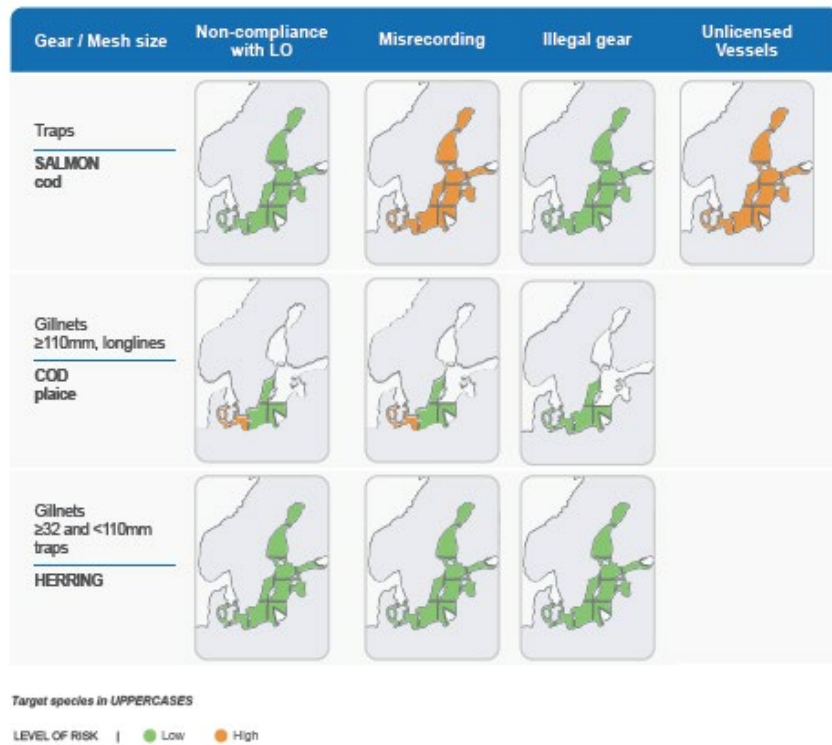 Gear / Mesh size
Non-compliance
with LO
Misrecording
Illegal gear
Unlicensed
Vessels
Traps
SALMON
cod
Gillnets
≥110mm, longlines
COD
plaice
Gillnets
≥32 and <110mm
traps
HERRING
Target species in UPPERCASES
LEVEL OF RISK | Low High